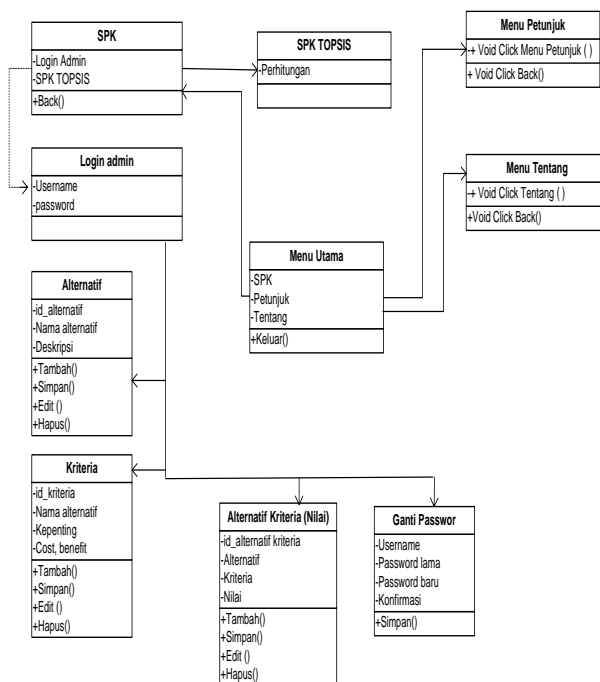 SPK
-Login Admin
-SPK TOPSIS
+Back()
SPK TOPSIS
-Perhitungan
Menu Petunjuk
-+ Void Click Menu Petunjuk ( )
+ Void Click Back()
Login admin
-Username
-password
Menu Tentang
-+ Void Click Tentang ( )
+Void Click Back()
Menu Utama
-SPK
-Petunjuk
-Tentang
+Keluar()
Alternatif
-id_alternatif
-Nama alternatif
-Deskripsi
+Tambah()
+Simpan()
+Edit ()
+Hapus()
Kriteria
-id_kriteria
-Nama alternatif
-Kepenting
-Cost, benefit
+Tambah()
+Simpan()
+Edit ()
+Hapus()
Alternatif Kriteria (Nilai)
-id_alternatif kriteria
-Alternatif
-Kriteria
-Nilai
+Tambah()
+Simpan()
+Edit ()
+Hapus()
Ganti Passwor
-Username
-Password lama
-Password baru
-Konfirmasi
+Simpan()